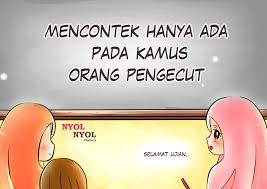 MENCONTEK HANYA ADA
PADA KAMUS
ORANG PENGECUT
NYOL
NYOL
SELAMAT UJIAN...